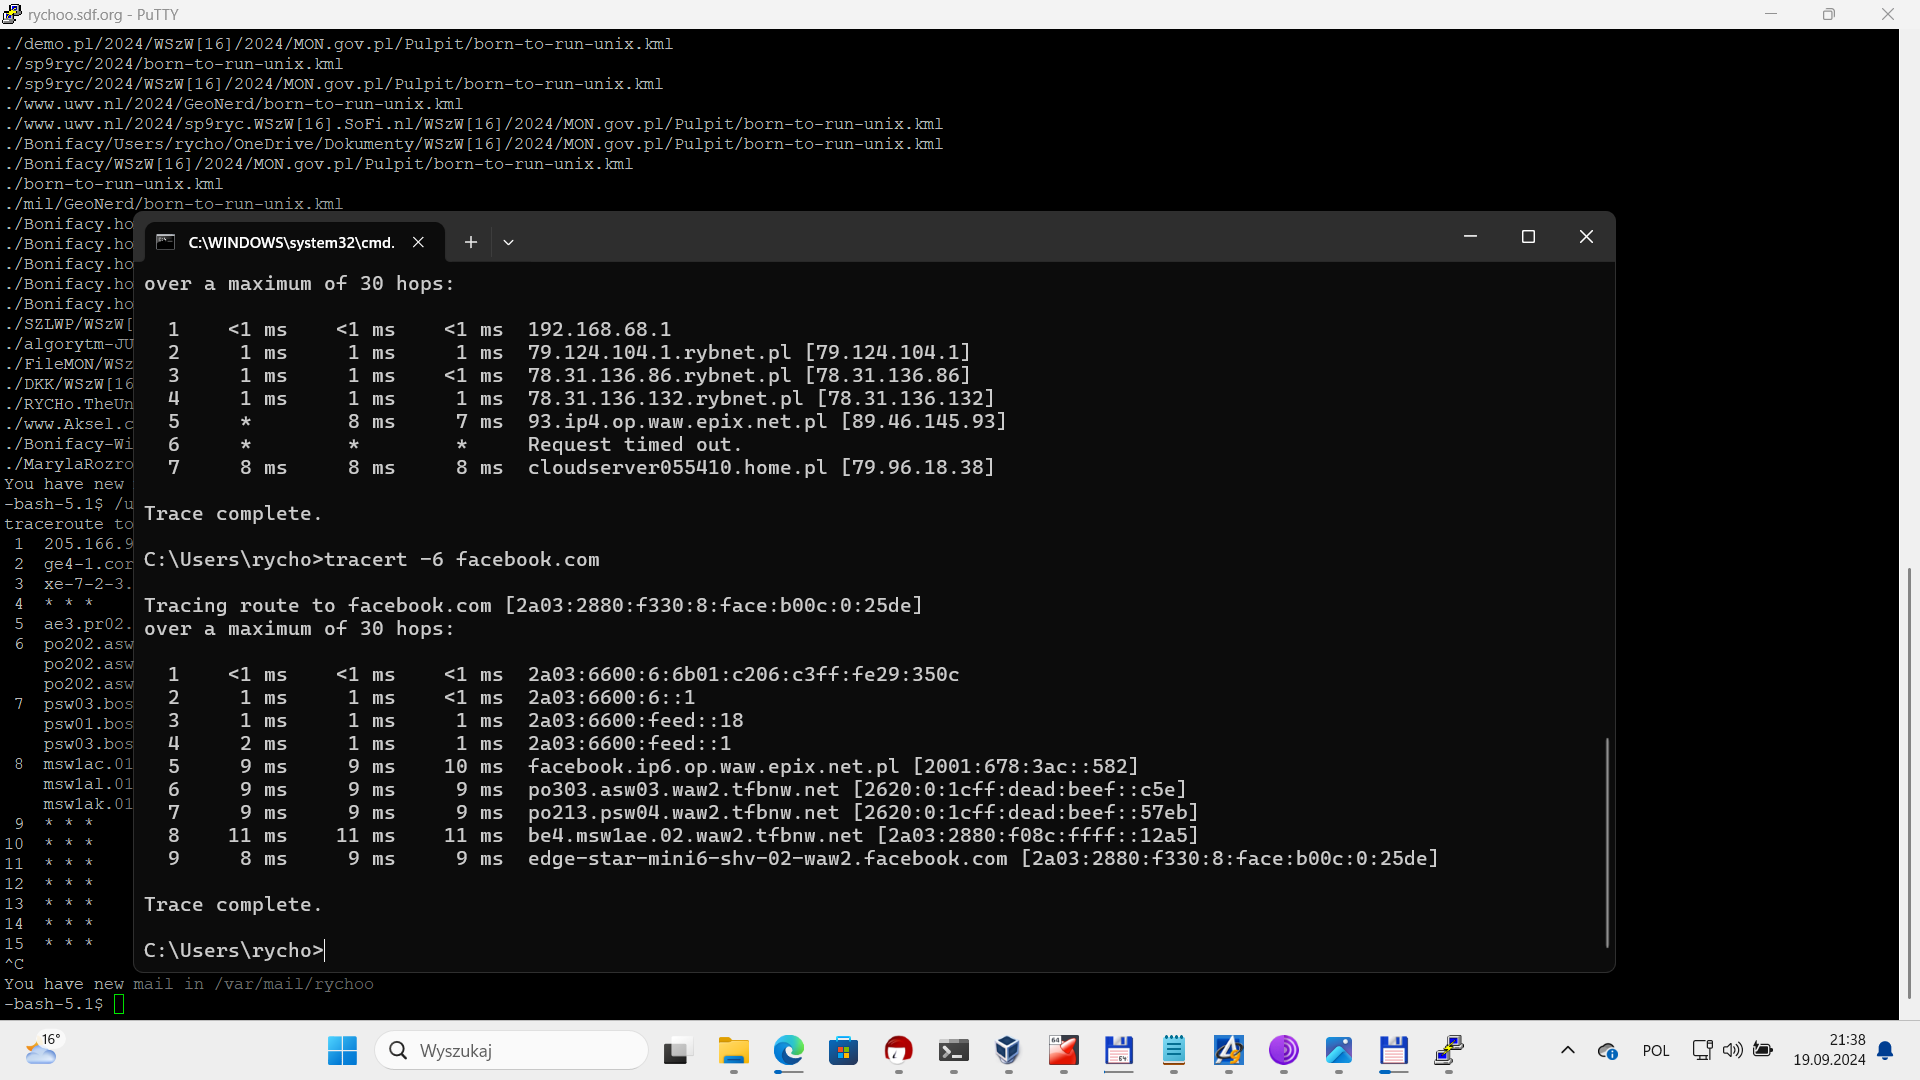 rychoo.sdf.org - PuTTY
./demo.pl/2024/WSzW[16]/2024/MON.gov.pl/Pulpit/born-to-run-unix.kml
./sp9ryc/2024/born-to-run-unix.kml
./sp9ryc/2024/WSzW[16]/2024/MON.gov.pl/Pulpit/born-to-run-unix.kml
./www.uwv.nl/2024/GeoNerd/born-to-run-unix.kml
./www.uwv.nl/2024/sp9ryc.WSzW[16].SoFi.nl/WSzW[16]/2024/MON.gov.pl/Pulpit/born-to-run-unix.kml
./Bonifacy/Users/rycho/OneDrive/Dokumenty/WSzW[16]/2024/MON.gov.pl/Pulpit/born-to-run-unix.kml
./Bonifacy/WSzW[16]/2024/MON.gov.pl/Pulpit/born-to-run-unix.kml
./born-to-run-unix.kml
./mil/GeoNerd/born-to-run-unix.kml
./Bonifacy.ho
./Bonifacy.ho
./Bonifacy.ho
./Bonifacy.ho
./Bonifacy.ho
./SZLWP/WSzW[
./algorytm-JU
./FileMON/WSz
./DKK/WSzW[16
./RYCHo.TheUn
./www.Aksel.c
./Bonifacy-Wi
./MarylaRozro
You have new
-bash-5.1$ /u
traceroute to
1 205.166.9
2 ge4-1.cor
3 xe-7-2-3.
4 * * *
5 ae3.pr02.
6 po202.asw
po202.asw
po202.asw
7 psw03.bos
psw01.bos
psw03.bos
8 msw1ac.01
msw1al.01
msw1ak.01
9 * * *
10 * * *
11 * * *
12 * * *
13 * * *
14 * * *
15 * * *
^C
You have new mail in /var/mail/rychoo
-bash-5.1$
C:\WINDOWS\system32\cmd.
over a maximum of 30 hops:
1 <1 ms <1 ms <1 ms 192.168.68.1
2 1 ms 1 ms 1 ms 79.124.104.1.rybnet.pl [79.124.104.1]
3 1 ms 1 ms <1 ms 78.31.136.86.rybnet.pl [78.31.136.86]
4 1 ms 1 ms 1 ms 78.31.136.132.rybnet.pl [78.31.136.132]
5 * 8 ms 7 ms 93.ip4.op.waw.epix.net.pl [89.46.145.93]
6 * * * Request timed out.
7 8 ms 8 ms 8 ms cloudserver055410.home.pl [79.96.18.38]
Trace complete.
C:\Users\rycho>tracert -6 facebook.com
Tracing route to facebook.com [2a03:2880:f330:8:face:b00c:0:25de]
over a maximum of 30 hops:
1 <1 ms <1 ms <1 ms 2a03:6600:6:6b01:c206:c3ff:fe29:350c
2 1 ms 1 ms <1 ms 2a03:6600:6::1
3 1 ms 1 ms 1 ms 2a03:6600:feed::18
4 2 ms 1 ms 1 ms 2a03:6600:feed::1
5 9 ms 9 ms 10 ms facebook.ip6.op.waw.epix.net.pl [2001:678:3ac::582]
6 9 ms 9 ms 9 ms po303.asw03.waw2.tfbnw.net [2620:0:1cff:dead:beef::c5e]
7 9 ms 9 ms 9 ms po213.psw04.waw2.tfbnw.net [2620:0:1cff:dead:beef::57eb]
8 11 ms 11 ms 11 ms be4.msw1ae.02.waw2.tfbnw.net [2a03:2880:f08c:ffff::12a5]
9 8 ms 9 ms 9 ms edge-star-mini6-shv-02-waw2.facebook.com [2a03:2880:f330:8:face:b00c:0:25de]
Trace complete.
C:\Users\rycho>
16°
Wyszukaj
64
64
POL
21:38
19.09.2024